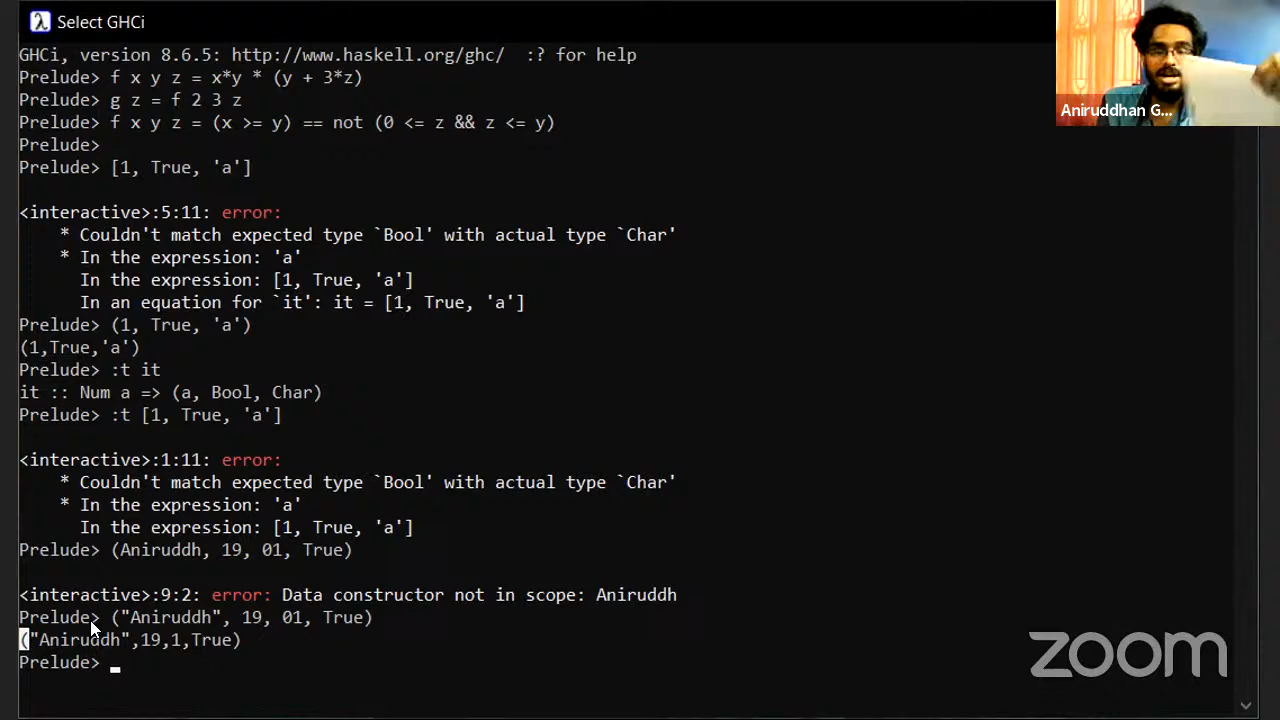 Select GHCi
GHCi, version 8.6.5: http://www.haskell.org/ghc/  :? for help
Prelude> f x y z = x*y * (y + 3*z)
Prelude> g z = f 2 3 z
Prelude> f x y z = (x >= y) == not (0 <= z && z <= y)
Prelude>
Prelude> [1, True, 'a']
<interactive>:5:11: error:
    * Couldn't match expected type `Bool' with actual type `Char'
    * In the expression: 'a'
      In the expression: [1, True, 'a']
      In an equation for `it': it = [1, True, 'a']
Prelude> (1, True, 'a')
(1,True,'a')
Prelude> :t it
it :: Num a => (a, Bool, Char)
Prelude> :t [1, True, 'a']
<interactive>:1:11: error:
    * Couldn't match expected type `Bool' with actual type `Char'
    * In the expression: 'a'
      In the expression: [1, True, 'a']
Prelude> (Aniruddh, 19, 01, True)
<interactive>:9:2: error: Data constructor not in scope: Aniruddh
Prelude> ("Aniruddh", 19, 01, True)
("Aniruddh",19,1,True)
Prelude>
Aniruddhan G...
zoom